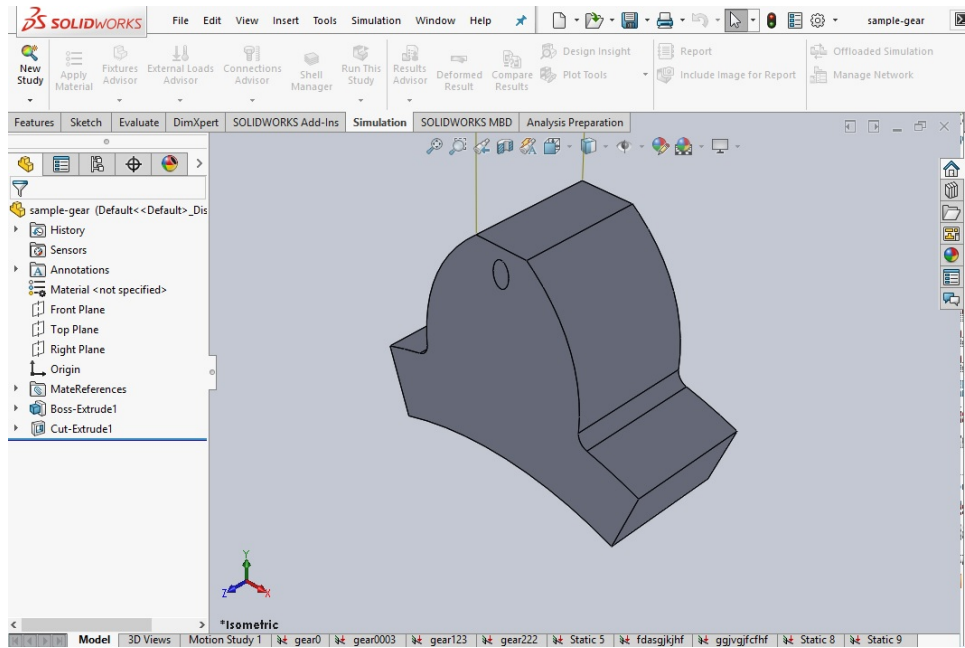 SOLIDWORKS File Edit View Insert Tools Simulation Window Help sample-gear
New Study Apply Material Fixtures Advisor External Loads Advisor Connections Advisor Shell Manager Run This Study Results Advisor Deformed Result Compare Results Design Insight Plot Tools Report Include Image for Report Offloaded Simulation Manage Network
Features Sketch Evaluate DimXpert SOLIDWORKS Add-Ins Simulation SOLIDWORKS MBD Analysis Preparation
sample-gear (Default<<Default>_Dis
History
Sensors
A Annotations
Material <not specified>
Front Plane
Top Plane
Right Plane
Origin
MateReferences
Boss-Extrude1
Cut-Extrude1
Y
Z X
*Isometric
Model 3D Views Motion Study 1 gear0 gear0003 gear123 gear222 Static 5 fdasgjkjhf ggjvgjfcfhf Static 8 Static 9